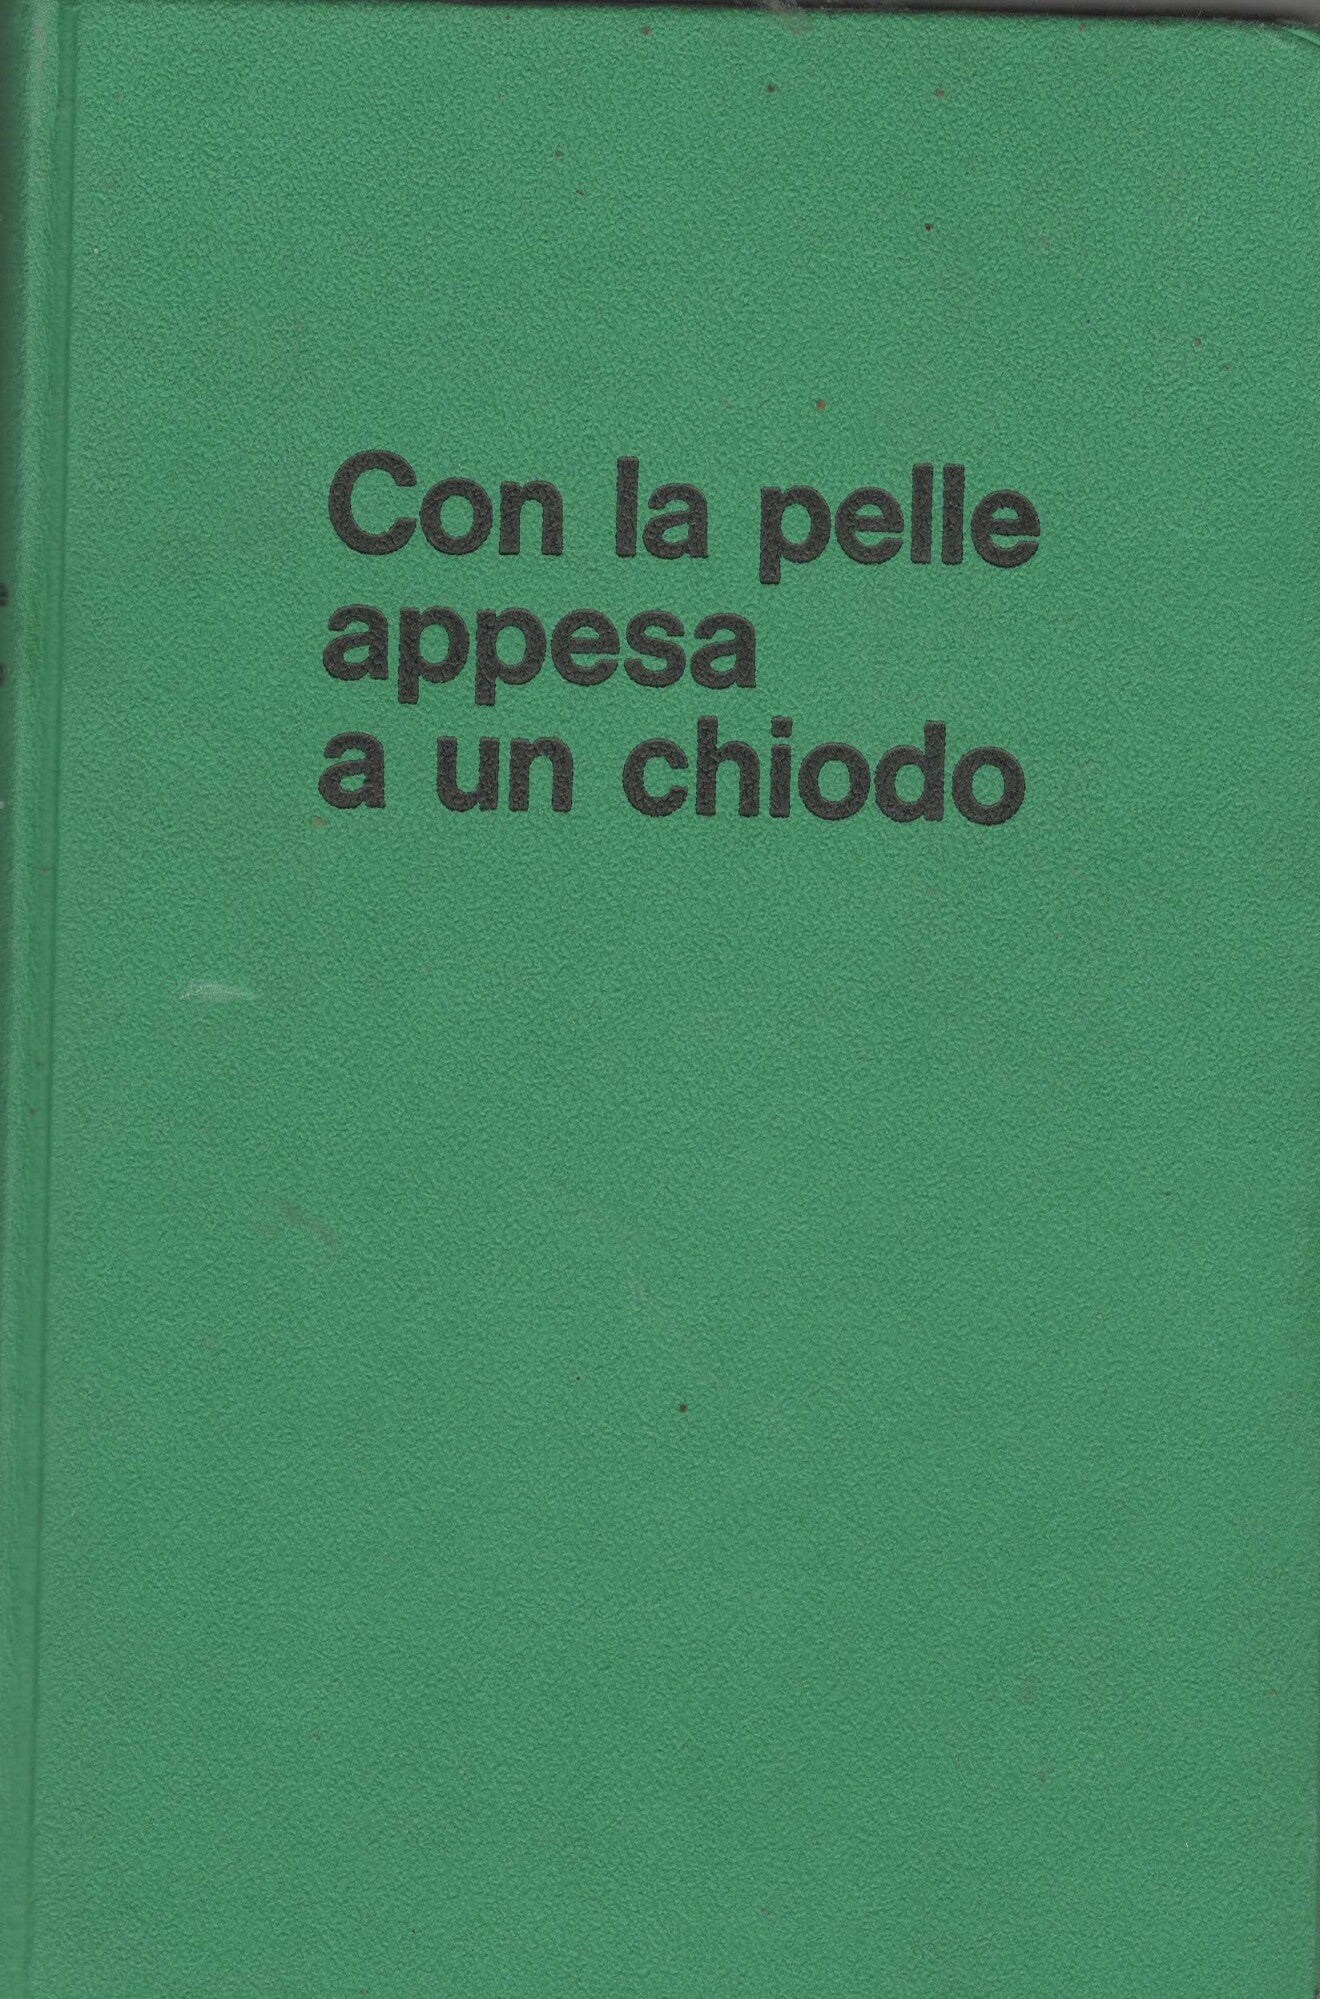 Con la pelle
appesa
a un chiodo